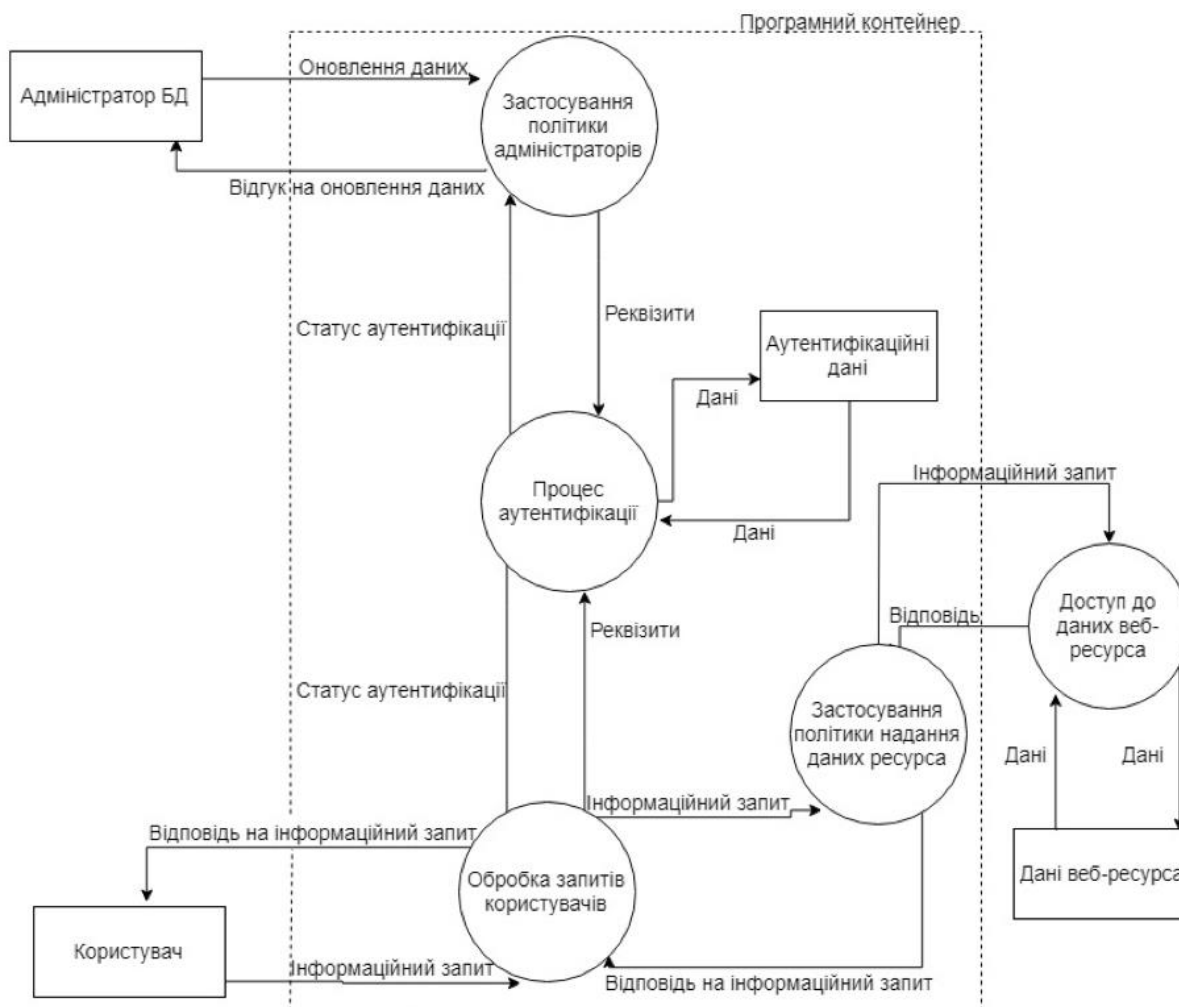 Програмний контейнер
Оновлення даних
Адміністратор БД
Застосування
політики
адміністраторів
Відгук на оновлення даних
Статус аутентифікації
Реквізити
Аутентифікаційні
дані
Дані
Процес
аутентифікації
Дані
Інформаційний запит
Доступ до
даних веб-
ресурса
Відповідь
Реквізити
Статус аутентифікації
Застосування
політики надання
даних ресурса
Дані
Дані
Інформаційний запит
Відповідь на інформаційний запит
Обробка запитів
користувачів
Дані веб-ресурса
Користувач
Інформаційний запит
Відповідь на інформаційний запит